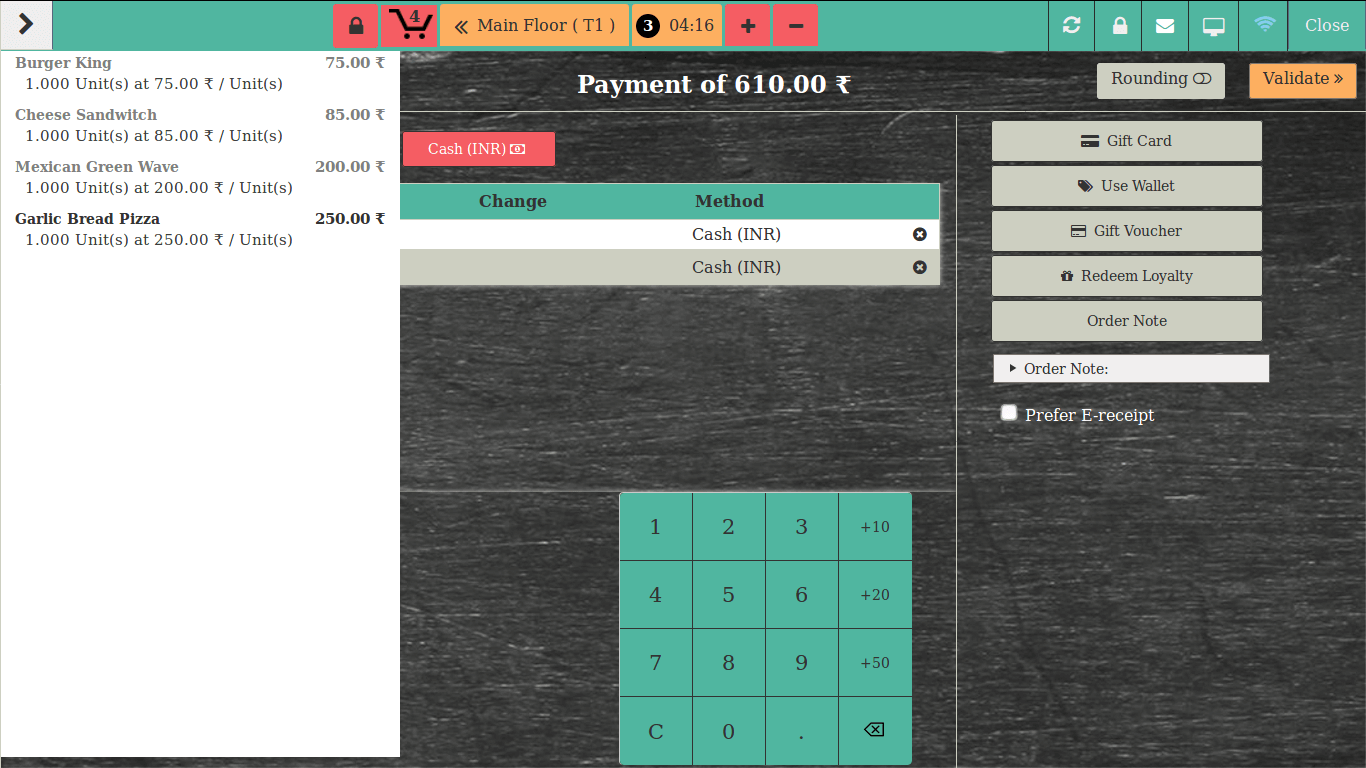 4
Main Floor ( T1 )
3 04:16
Close
Burger King 75.00 ₹
1.000 Unit(s) at 75.00 ₹ / Unit(s)
Cheese Sandwitch 85.00 ₹
1.000 Unit(s) at 85.00 ₹ / Unit(s)
Mexican Green Wave 200.00 ₹
1.000 Unit(s) at 200.00 ₹ / Unit(s)
Garlic Bread Pizza 250.00 ₹
1.000 Unit(s) at 250.00 ₹ / Unit(s)
Payment of 610.00 ₹
Rounding
Validate
Cash (INR)
Change Method
Cash (INR)
Cash (INR)
1 2 3 +10
4 5 6 +20
7 8 9 +50
C 0 .
Gift Card
Use Wallet
Gift Voucher
Redeem Loyalty
Order Note
Order Note:
Prefer E-receipt